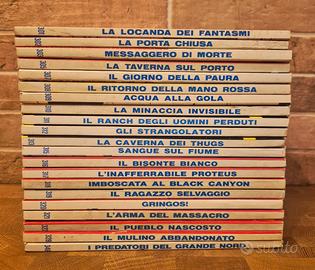 LA LOCANDA DEI FANTASMI
LA PORTA CHIUSA
MESSAGGERO DI MORTE
LA TAVERNA SUL PORTO
IL GIORNO DELLA PAURA
IL RITORNO DELLA MANO ROSSA
ACQUA ALLA GOLA
LA MINACCIA INVISIBILE
IL RANCH DEGLI UOMINI PERDUTI
GLI STRANGOLATORI
LA CAVERNA DEI THUGS
SANGUE SUL FIUME
IL BISONTE BIANCO
L'INAFFERRABILE PROTEUS
IMBOSCATA AL BLACK CANYON
IL RAGAZZO SELVAGGIO
GRINGOS!
L'ARMA DEL MASSACRO
IL PUEBLO NASCOSTO
IL MULINO ABBANDONATO
I PREDATORI DEL GRANDE NORD
subito